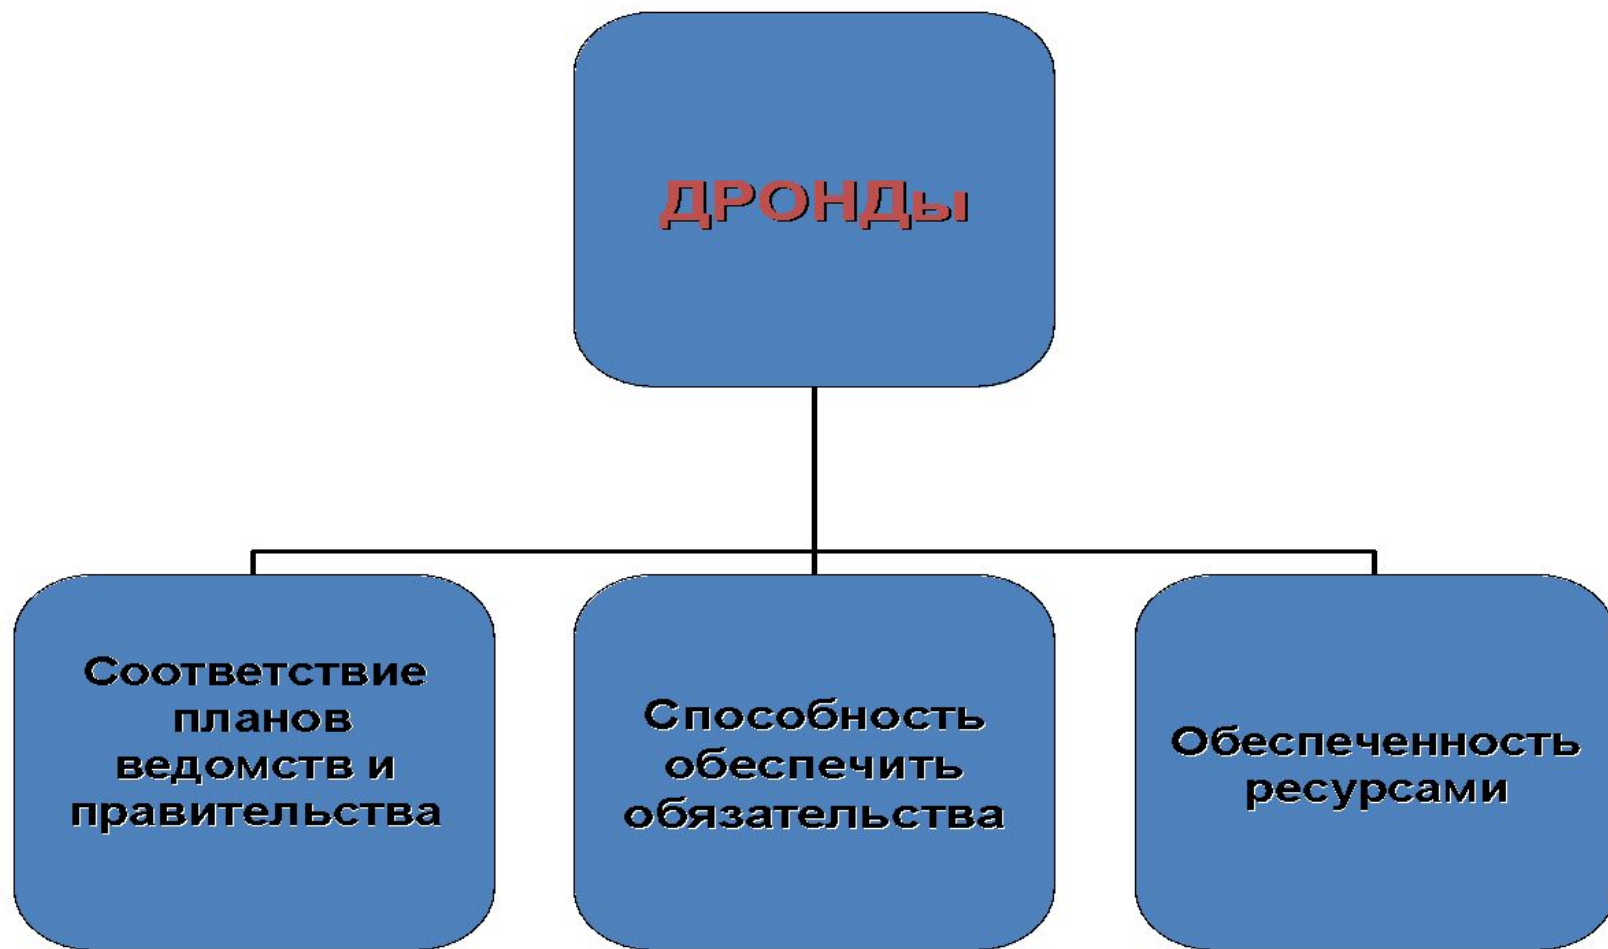 ДРОНДы
Соответствие
планов
ведомств и
правительства
Способность
обеспечить
обязательства
Обеспеченность
ресурсами